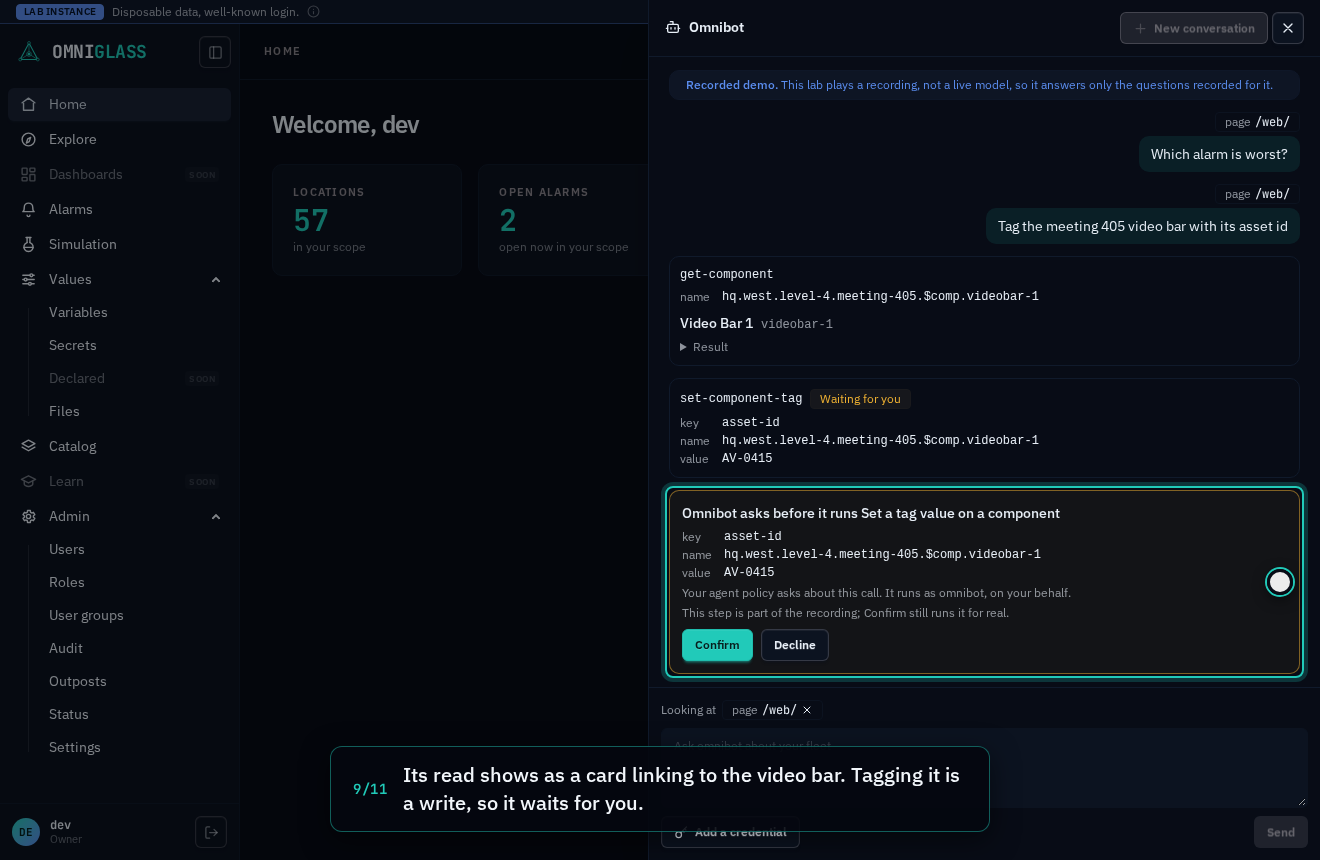 LAB INSTANCE Disposable data, well-known login.
OMNIGLASS
Home
Explore
Dashboards SOON
Alarms
Simulation
Values
Variables
Secrets
Declared SOON
Files
Catalog
Learn SOON
Admin
Users
Roles
User groups
Audit
Outposts
Status
Settings
DE dev
Owner
HOME
Welcome, dev
LOCATIONS
57
in your scope
OPEN ALARMS
2
open now in your scope
Omnibot
New conversation
Recorded demo. This lab plays a recording, not a live model, so it answers only the questions recorded for it.
page /web/
Which alarm is worst?
page /web/
Tag the meeting 405 video bar with its asset id
get-component
name hq.west.level-4.meeting-405.$comp.videobar-1
Video Bar 1 videobar-1
Result
set-component-tag Waiting for you
key asset-id
name hq.west.level-4.meeting-405.$comp.videobar-1
value AV-0415
Omnibot asks before it runs Set a tag value on a component
key asset-id
name hq.west.level-4.meeting-405.$comp.videobar-1
value AV-0415
Your agent policy asks about this call. It runs as omnibot, on your behalf.
This step is part of the recording; Confirm still runs it for real.
Confirm Decline
Looking at page /web/
Ask omnibot about your fleet
9/11 Its read shows as a card linking to the video bar. Tagging it is
a write, so it waits for you.
Add a credential
Send